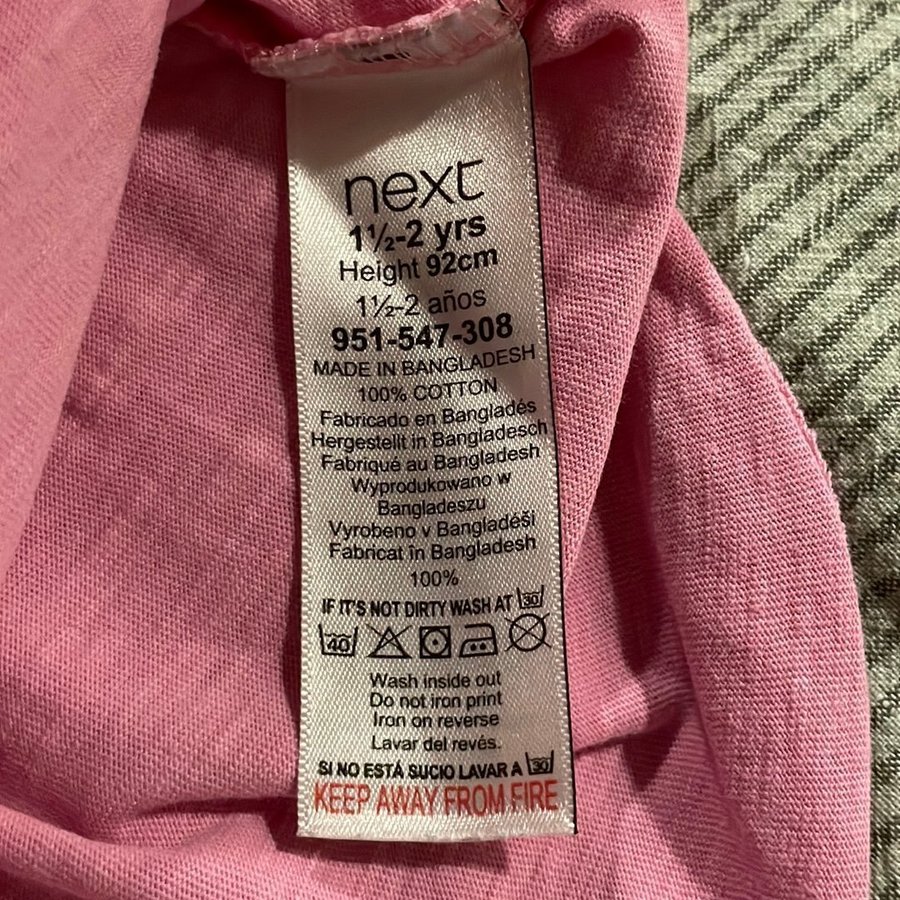 next
1½-2 yrs
Height 92cm
1½-2 años
951-547-308
MADE IN BANGLADESH
100% COTTON
Fabricado en Bangladés
Hergestellt in Bangladesch
Fabriqué au Bangladesh
Wyprodukowano w
Bangladeszu
Vyrobeno v Bangladéši
Fabricat în Bangladesh
100%
IF IT'S NOT DIRTY WASH AT 30
40
Wash inside out
Do not iron print
Iron on reverse
Lavar del revés.
SI NO ESTÁ SUCIO LAVAR A 30
KEEP AWAY FROM FIRE